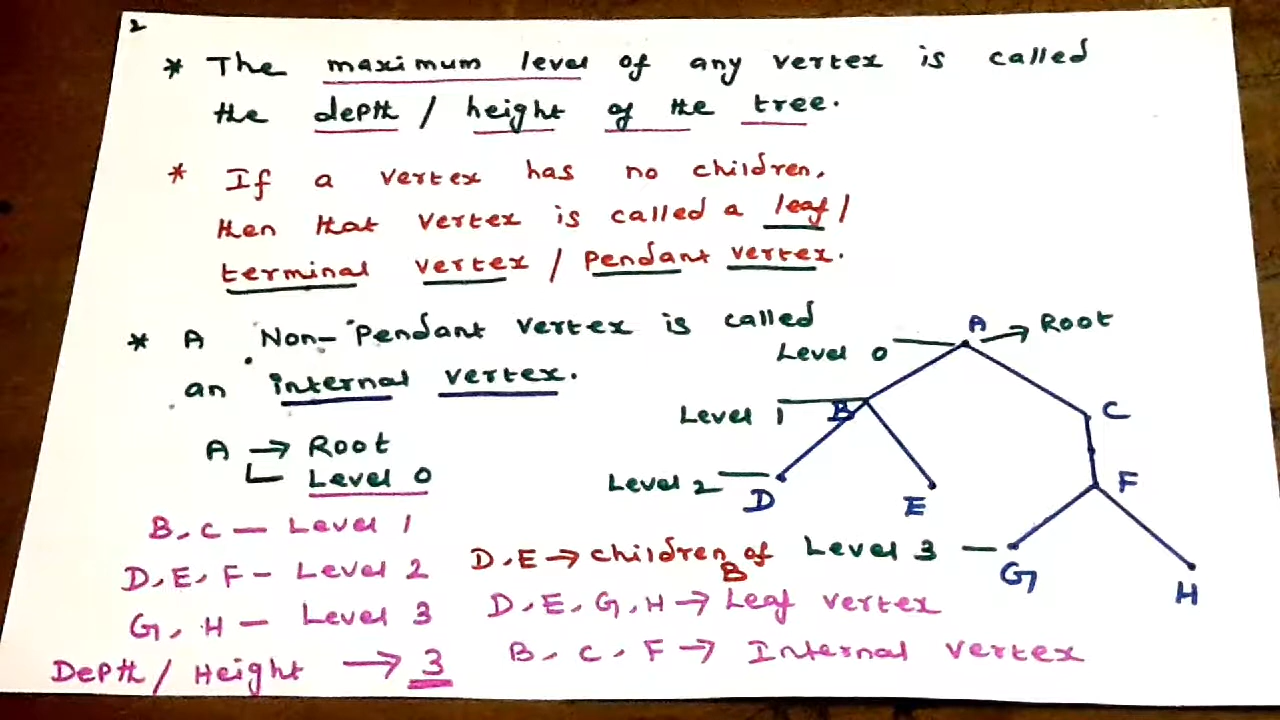 2
* The maximum level of any vertex is called
the depth / height of the tree.
* If a vertex has no children,
then that vertex is called a leaf /
terminal vertex / pendant vertex.
* A Non-Pendant vertex is called
an internal vertex.
A → Root
Level 0
B, C — Level 1
D, E, F — Level 2
G, H — Level 3
Depth / Height → 3
A → Root
Level 0
Level 1 B
C
Level 2
D
E
F
Level 3
G
H
D, E → children of
B
D, E, G, H → Leaf vertex
B, C, F → Internal vertex